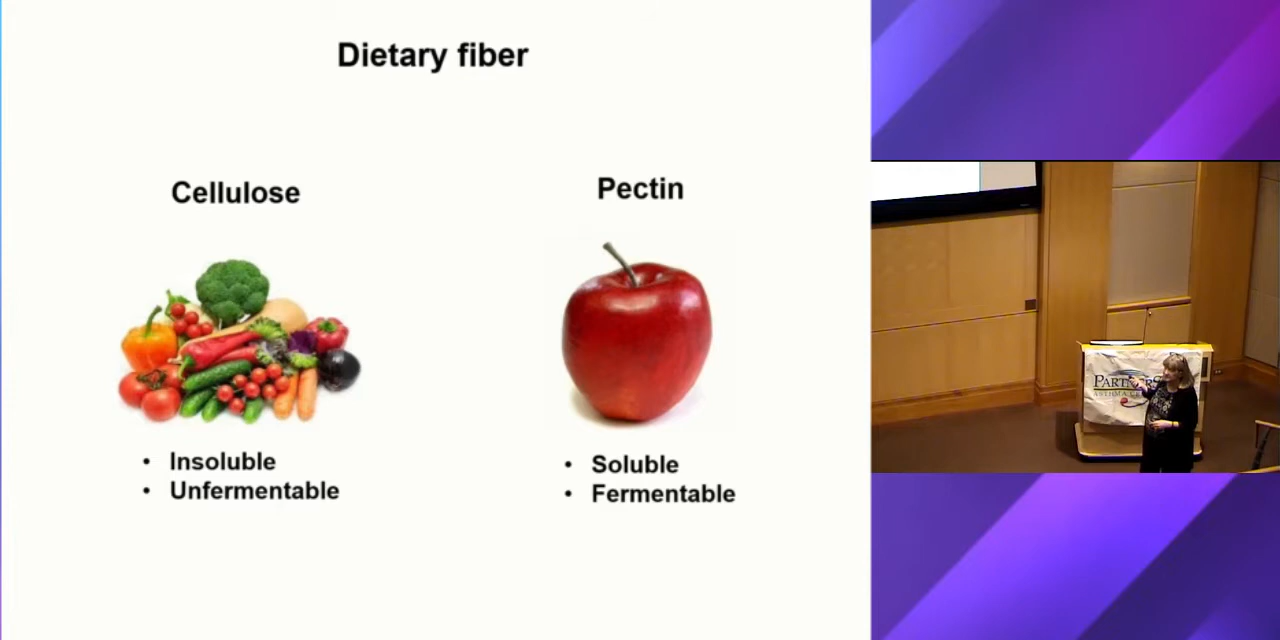 Dietary fiber
Cellulose
Pectin
• Insoluble
• Unfermentable
• Soluble
• Fermentable